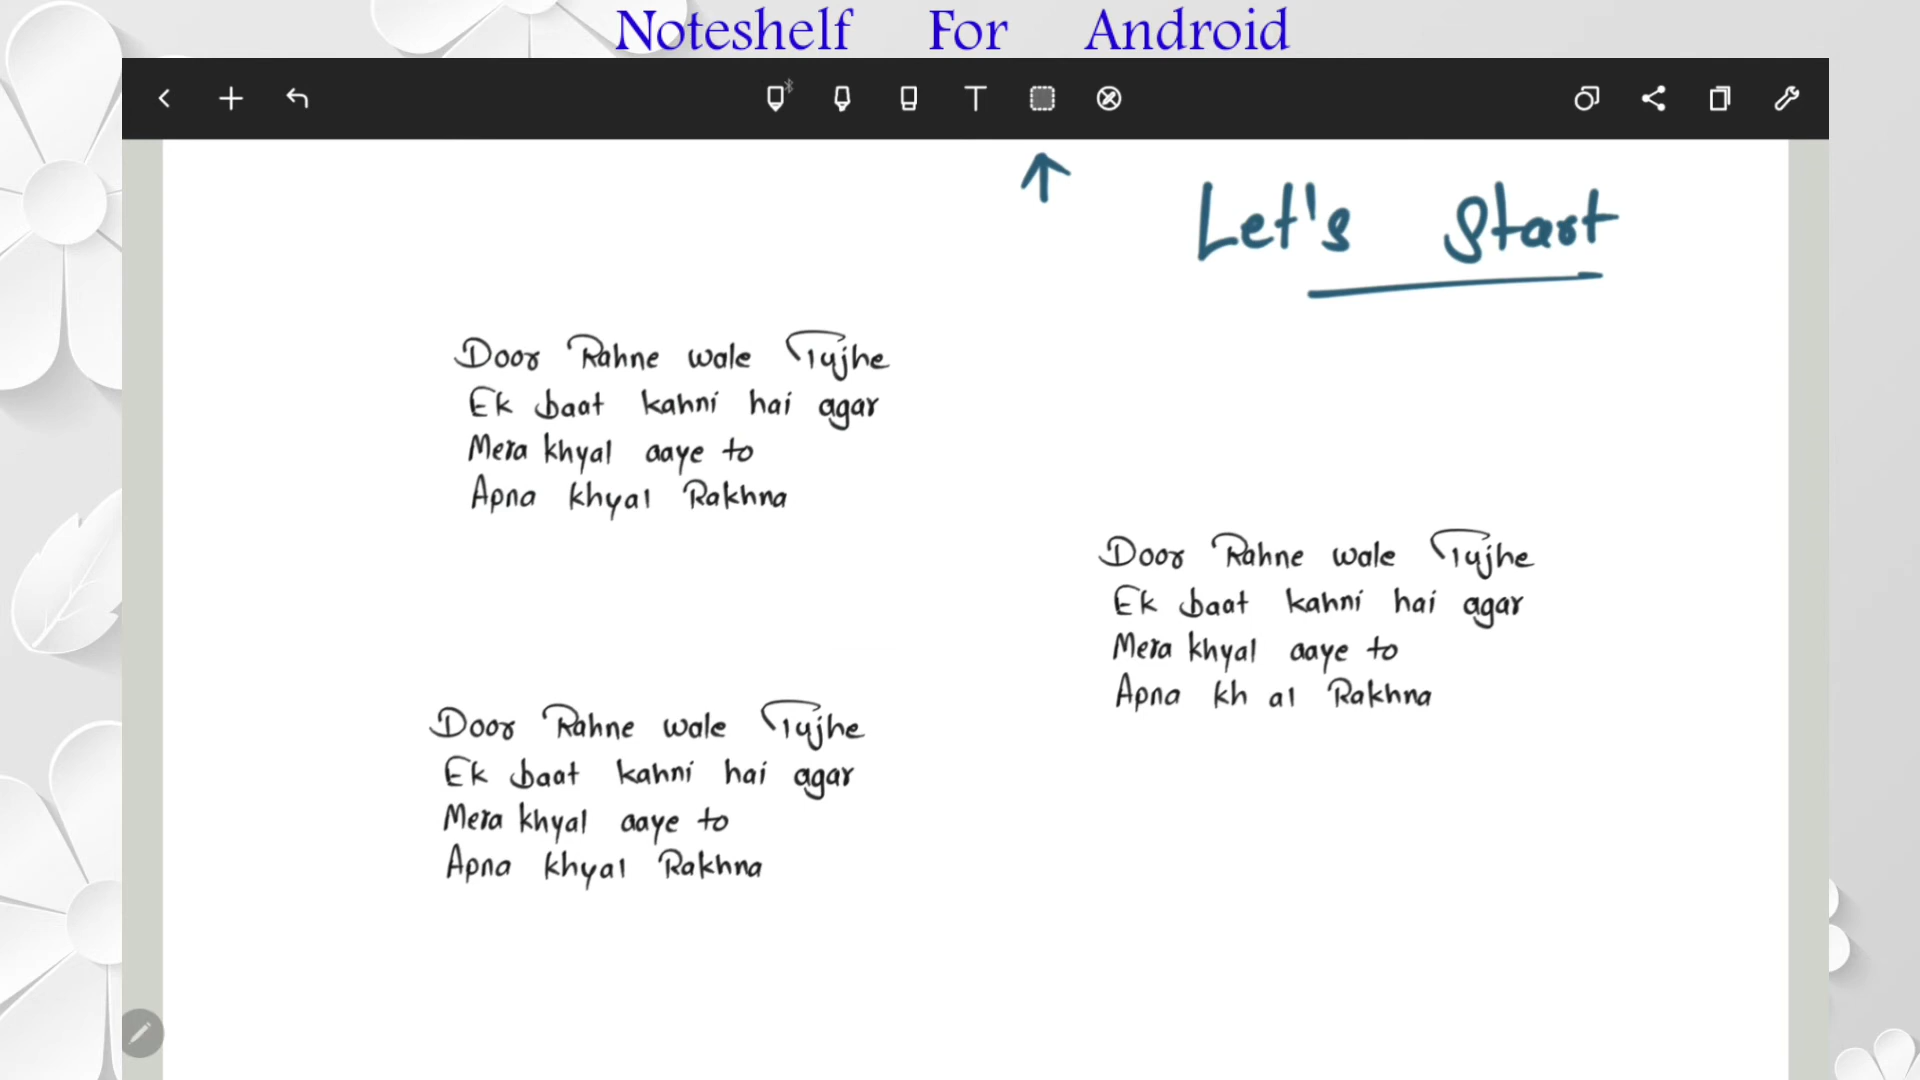 Noteshelf For Android
Let's Start
Door Rahne wale Tujhe
Ek baat kahni hai agar
Mera khyal aaye to
Apna khyal Rakhna
Door Rahne wale Tujhe
Ek baat kahni hai agar
Mera khyal aaye to
Apna kh al Rakhna
Door Rahne wale Tujhe
Ek baat kahni hai agar
Mera khyal aaye to
Apna khyal Rakhna